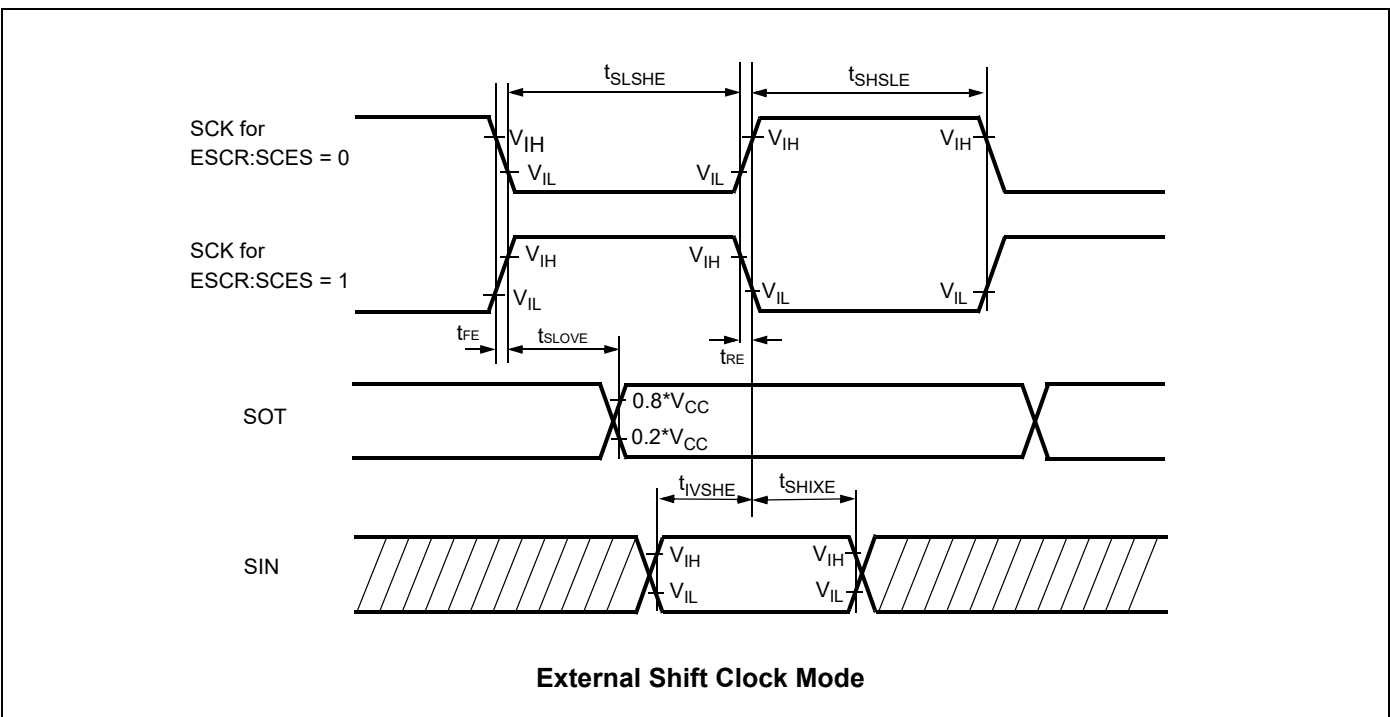 tSLSHE
tSHSLE
SCK for
ESCR:SCES = 0
VIH
VIL
VIL
VIH
VIH
SCK for
ESCR:SCES = 1
VIH
VIL
VIH
VIL
VIL
tFE
tSLOVE
tRE
SOT
0.8*VCC
0.2*VCC
tIVSHE
tSHIXE
SIN
VIH
VIL
VIH
VIL
External Shift Clock Mode